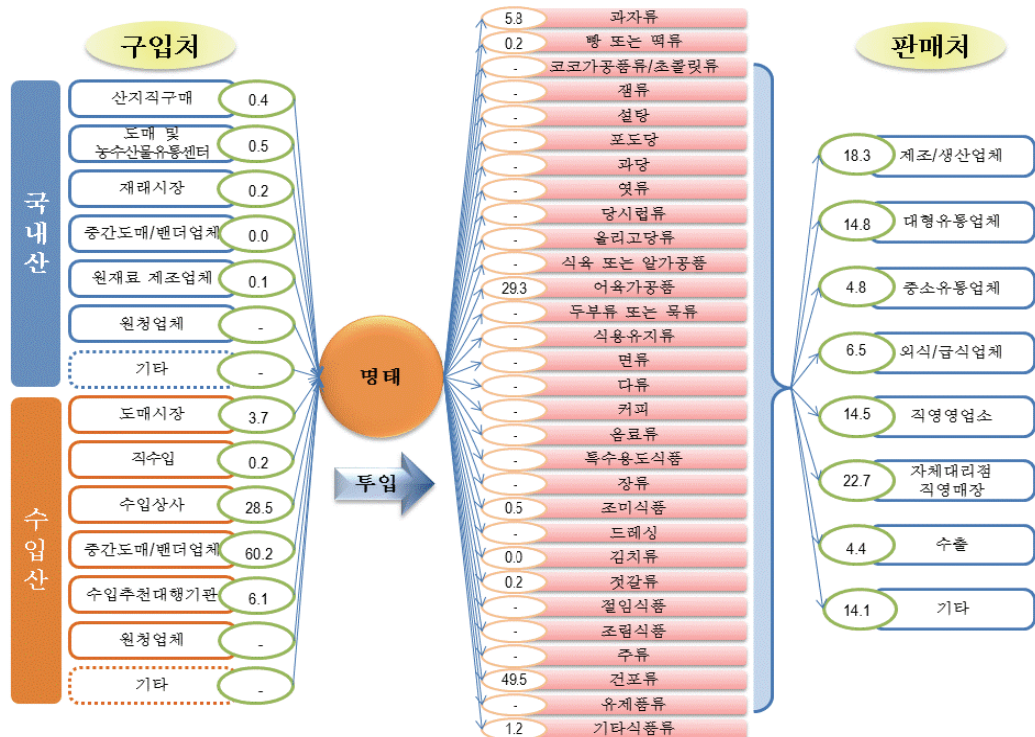 구입처
국내산
산지직구매 0.4
도매 및
농수산물유통센터 0.5
재래시장 0.2
중간도매/밴더업체 0.0
원재료 제조업체 0.1
원청업체 -
기타 -
수입산
도매시장 3.7
직수입 0.2
수입상사 28.5
중간도매/밴더업체 60.2
수입추천대행기관 6.1
원청업체 -
기타 -
명태
투입
5.8 과자류
0.2 빵 또는 떡류
- 코코가공품류/초콜릿류
- 잼류
- 설탕
- 포도당
- 과당
- 엿류
- 당시럽류
- 올리고당류
- 식육 또는 알가공품
29.3 어육가공품
- 두부류 또는 묵류
- 식용유지류
- 면류
- 다류
- 커피
- 음료류
- 특수용도식품
- 장류
0.5 조미식품
- 드레싱
0.0 김치류
0.2 젓갈류
- 절임식품
- 조림식품
- 주류
49.5 건포류
- 유제품류
1.2 기타식품류
판매처
18.3 제조/생산업체
14.8 대형유통업체
4.8 중소유통업체
6.5 외식/급식업체
14.5 직영영업소
22.7 자체대리점
직영매장
4.4 수출
14.1 기타